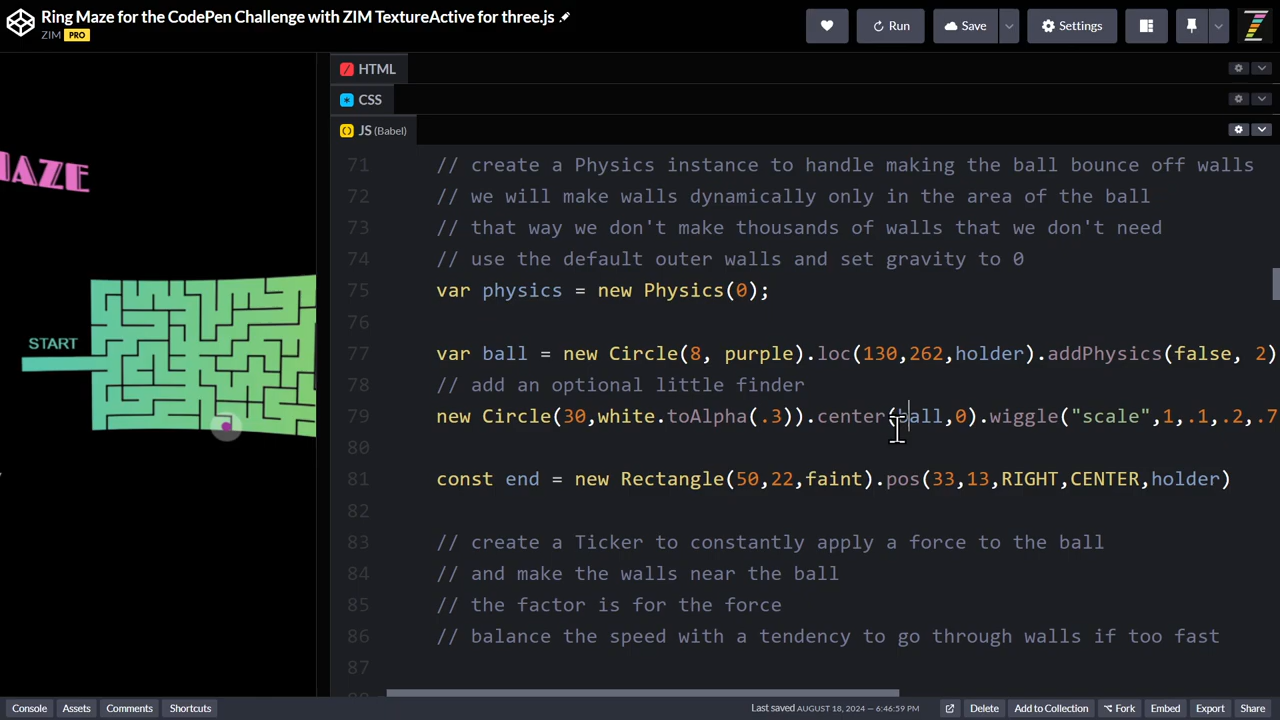 Ring Maze for the CodePen Challenge with ZIM TextureActive for three.js
ZIM PRO
Run
Save
Settings
HTML
CSS
JS (Babel)
MAZE
START
71 // create a Physics instance to handle making the ball bounce off walls
72 // we will make walls dynamically only in the area of the ball
73 // that way we don't make thousands of walls that we don't need
74 // use the default outer walls and set gravity to 0
75 var physics = new Physics(0);
76
77 var ball = new Circle(8, purple).loc(130,262,holder).addPhysics(false, 2)
78 // add an optional little finder
79 new Circle(30,white.toAlpha(.3)).center(ball,0).wiggle("scale",1,.1,.2,.7
80
81 const end = new Rectangle(50,22,faint).pos(33,13,RIGHT,CENTER,holder)
82
83 // create a Ticker to constantly apply a force to the ball
84 // and make the walls near the ball
85 // the factor is for the force
86 // balance the speed with a tendency to go through walls if too fast
87
Console Assets Comments Shortcuts Last saved AUGUST 18, 2024 — 6:46:59 PM Delete Add to Collection Fork Embed Export Share